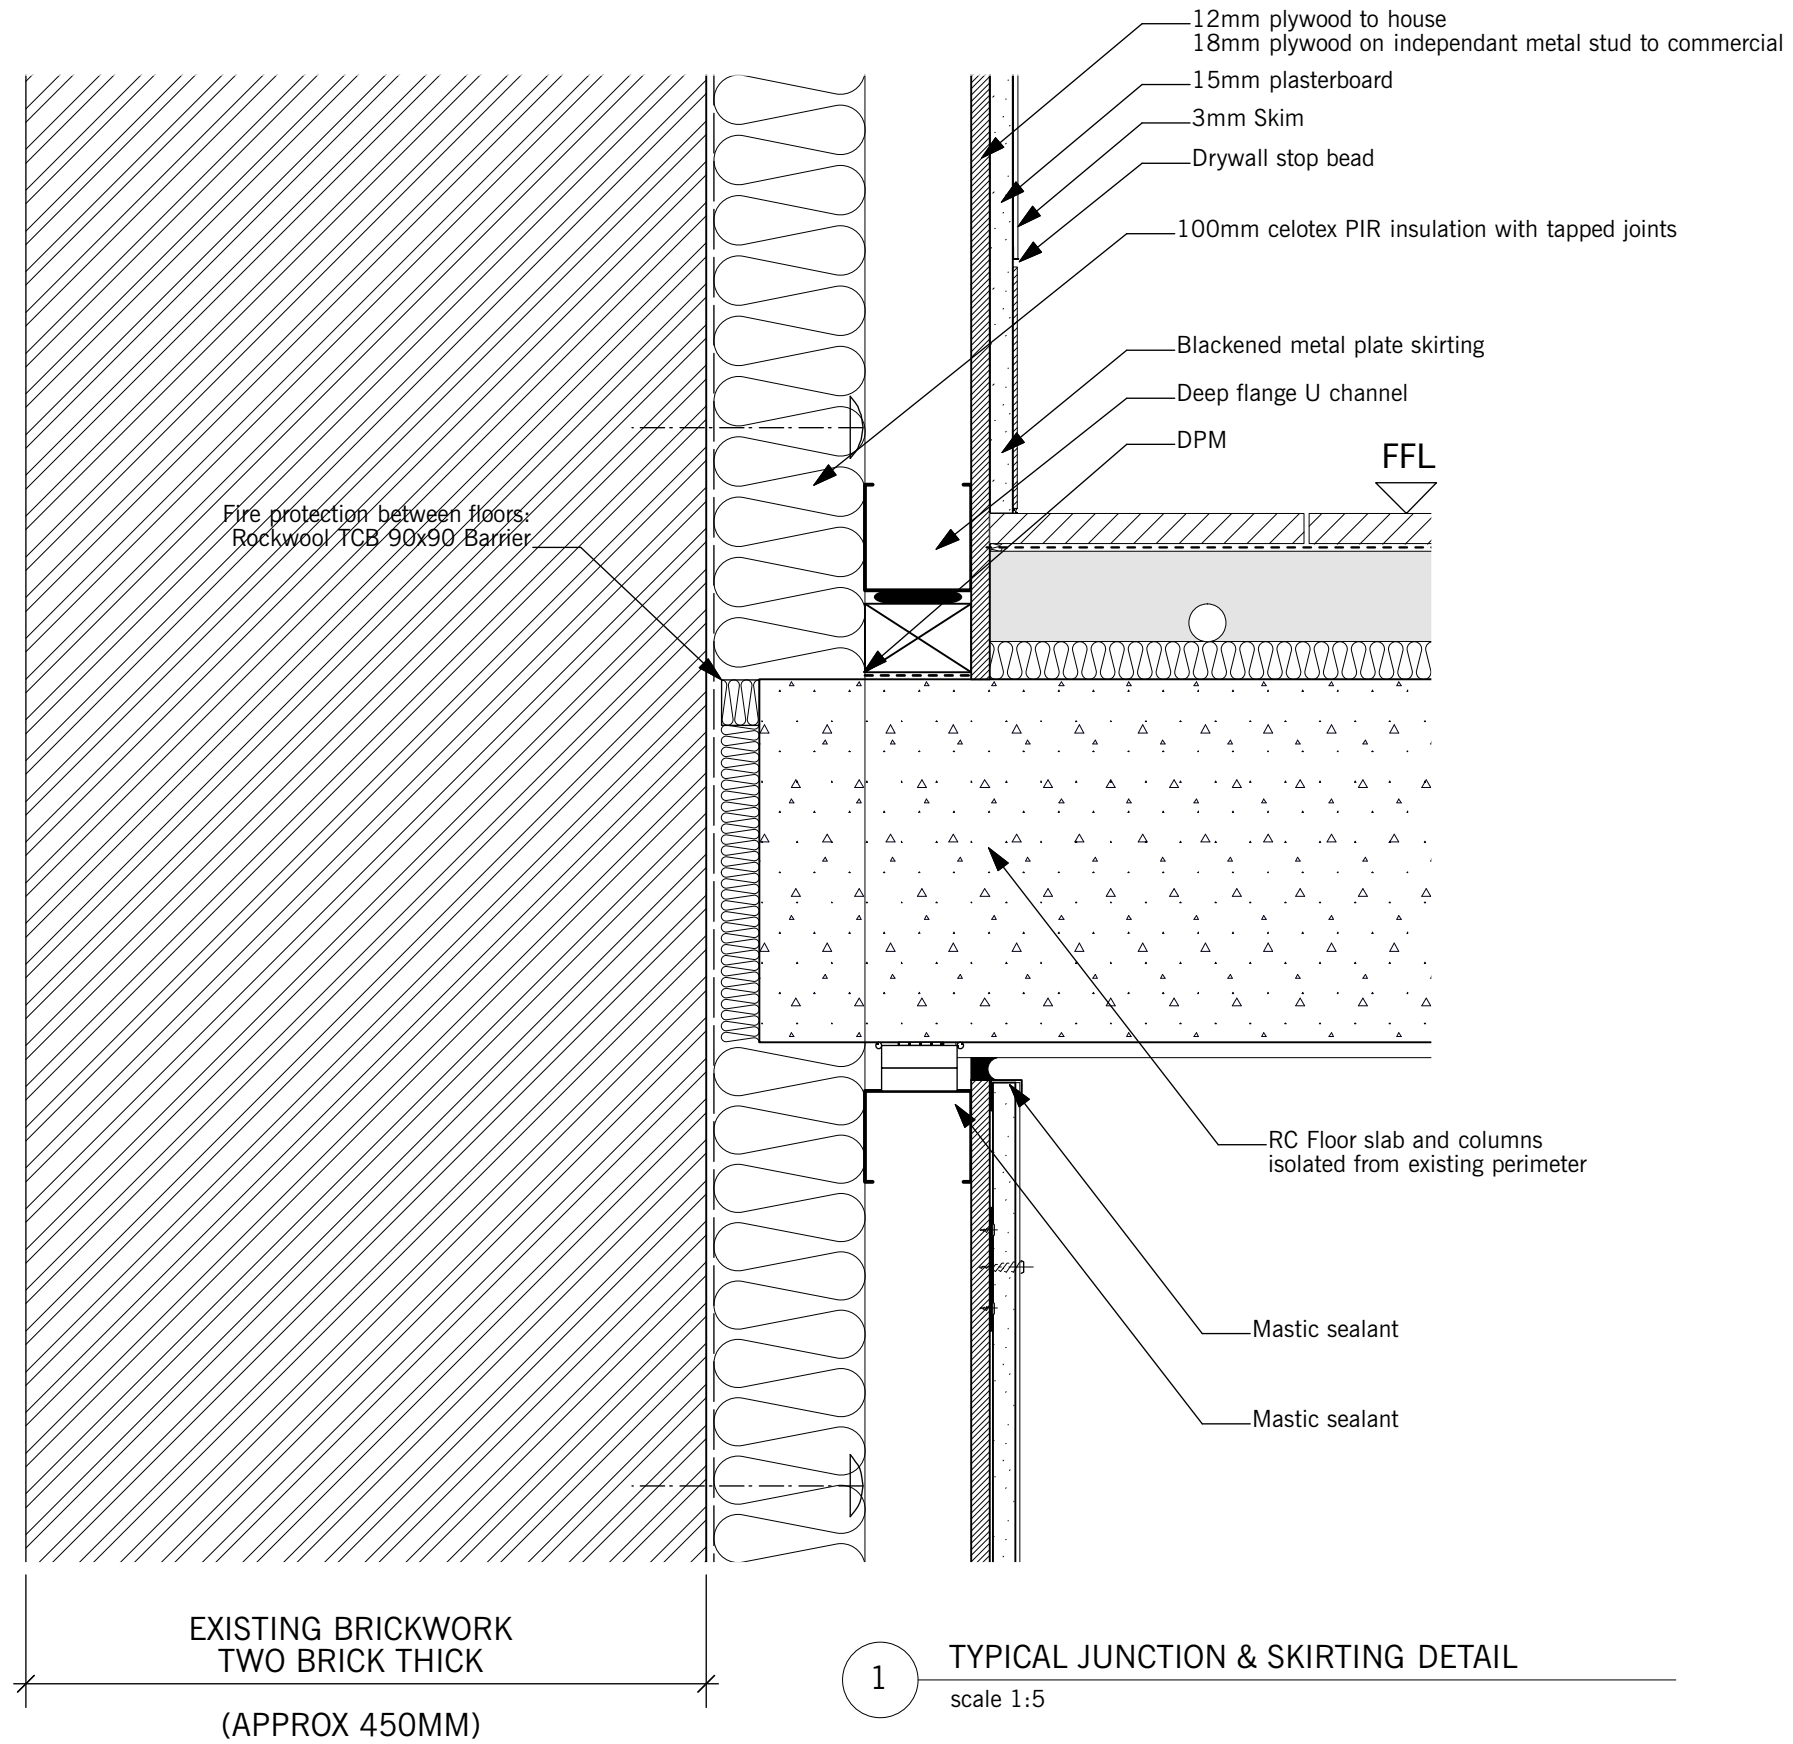 12mm plywood to house
18mm plywood on independant metal stud to commercial
15mm plasterboard
3mm Skim
Drywall stop bead
100mm celotex PIR insulation with tapped joints
Blackened metal plate skirting
Deep flange U channel
DPM
FFL
Fire protection between floors:
Rockwool TCB 90x90 Barrier
RC Floor slab and columns
isolated from existing perimeter
Mastic sealant
Mastic sealant
EXISTING BRICKWORK
TWO BRICK THICK
(APPROX 450MM)
1
TYPICAL JUNCTION & SKIRTING DETAIL
scale 1:5